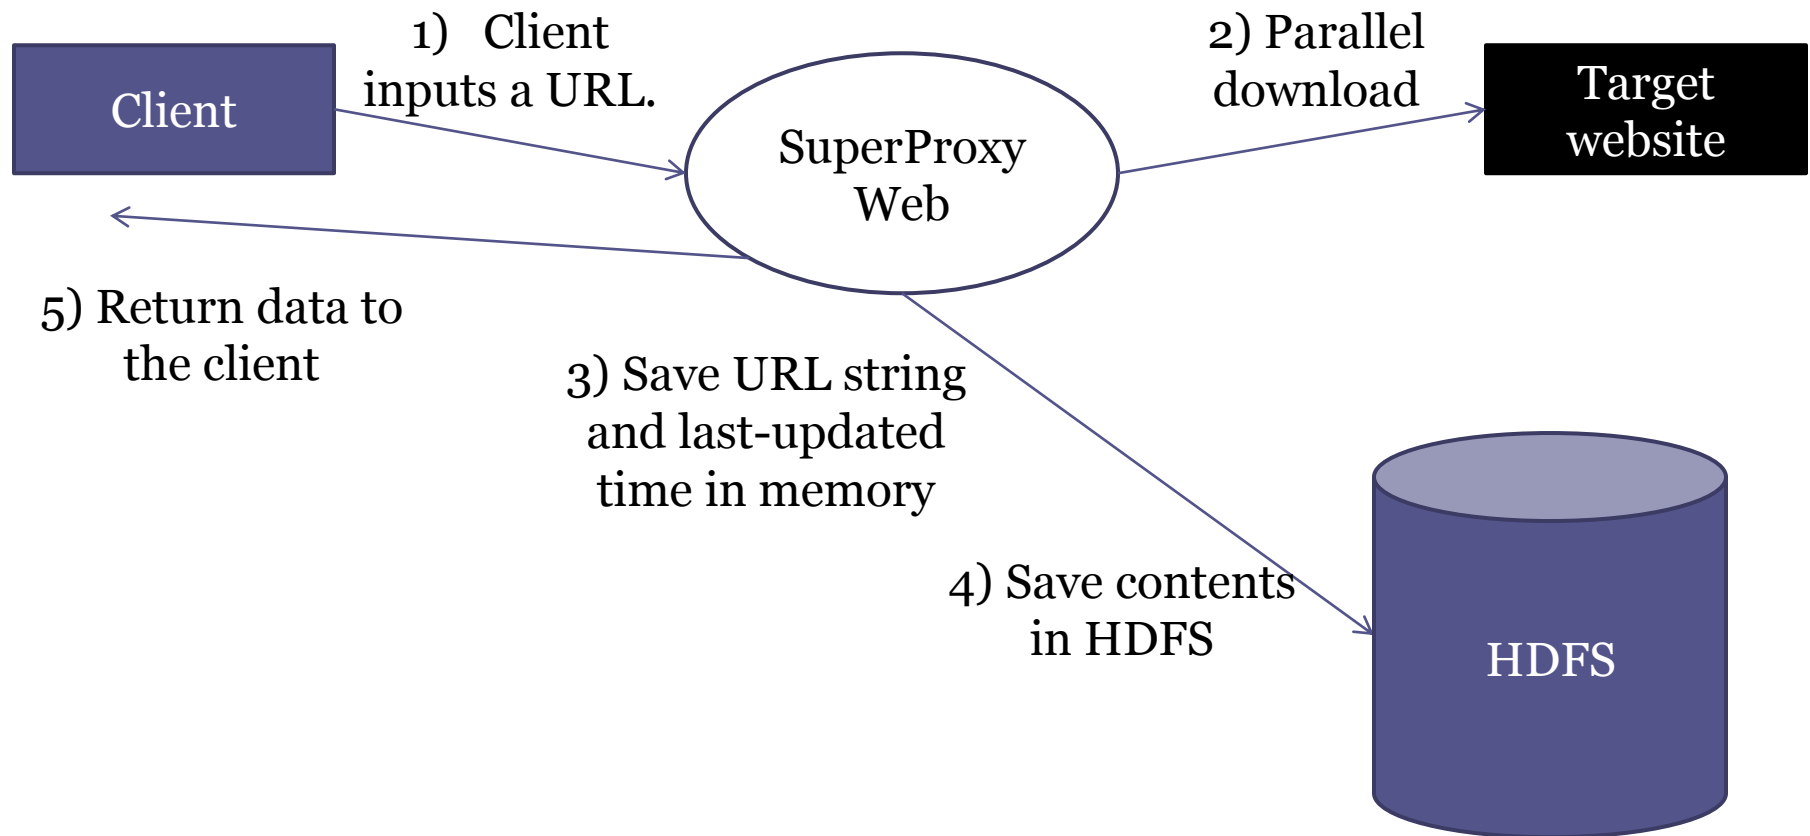 Client
1) Client
inputs a URL.
SuperProxy
Web
2) Parallel
download
Target
website
5) Return data to
the client
3) Save URL string
and last-updated
time in memory
4) Save contents
in HDFS
HDFS